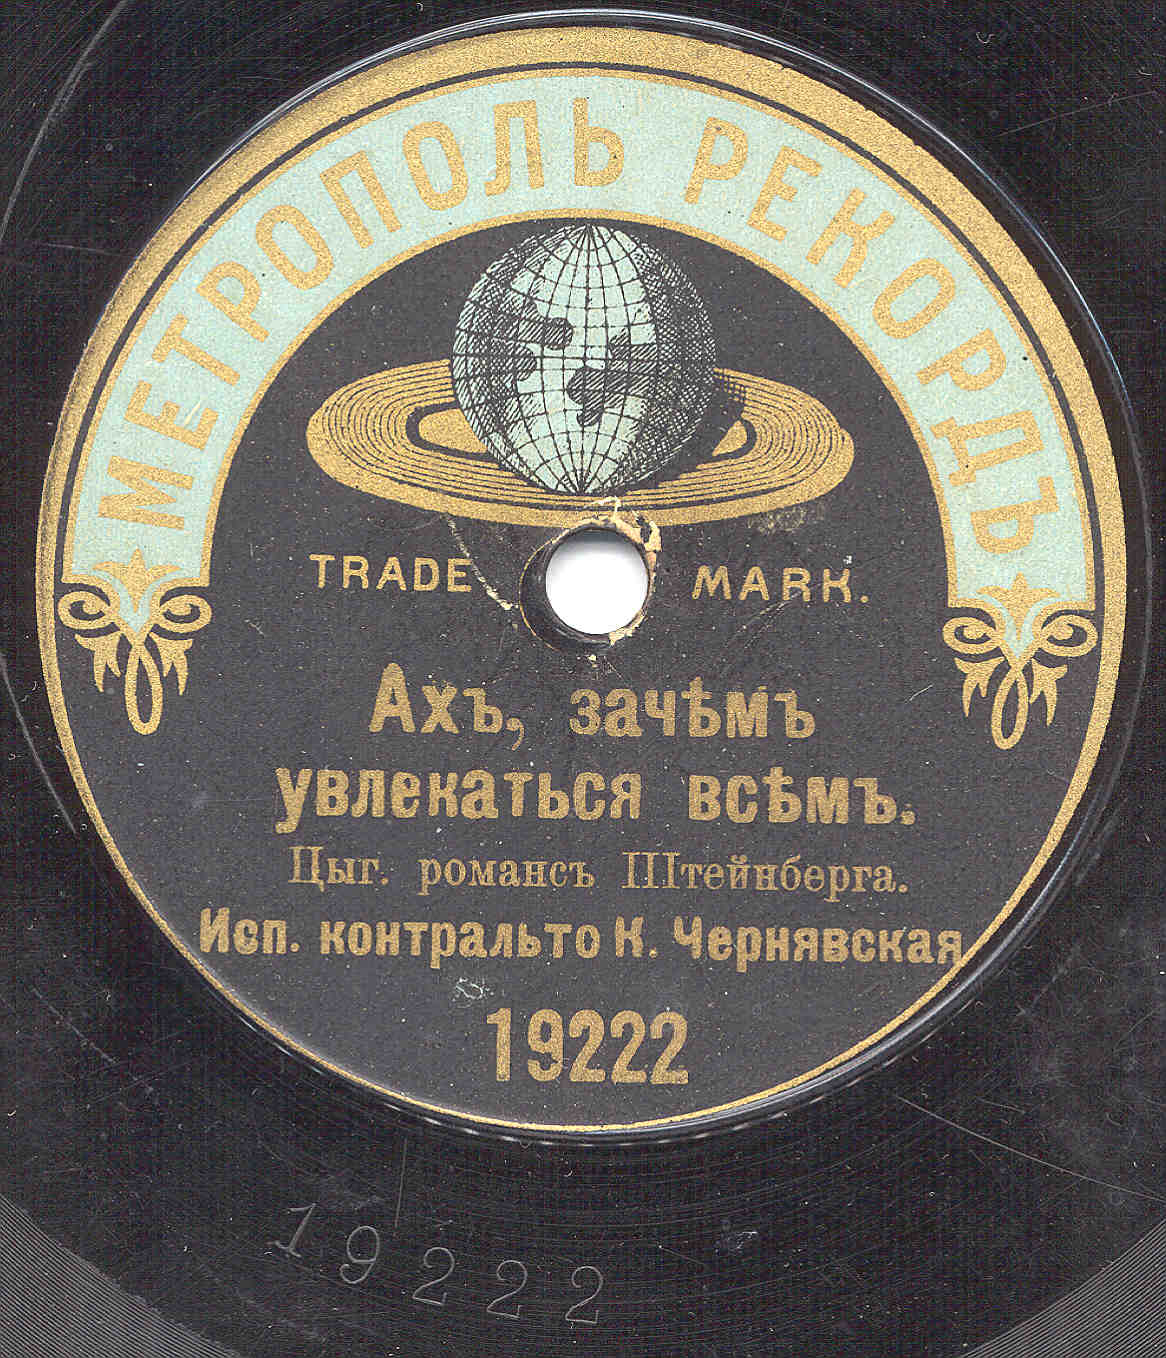 МЕТРОПОЛЬ РЕКОРДЪ
TRADE MARK.
Ахъ, зачѣмъ
увлекаться всѣмъ.
Цыг. романсъ Штейнберга.
Исп. контральто К. Чернявская
19222
19222